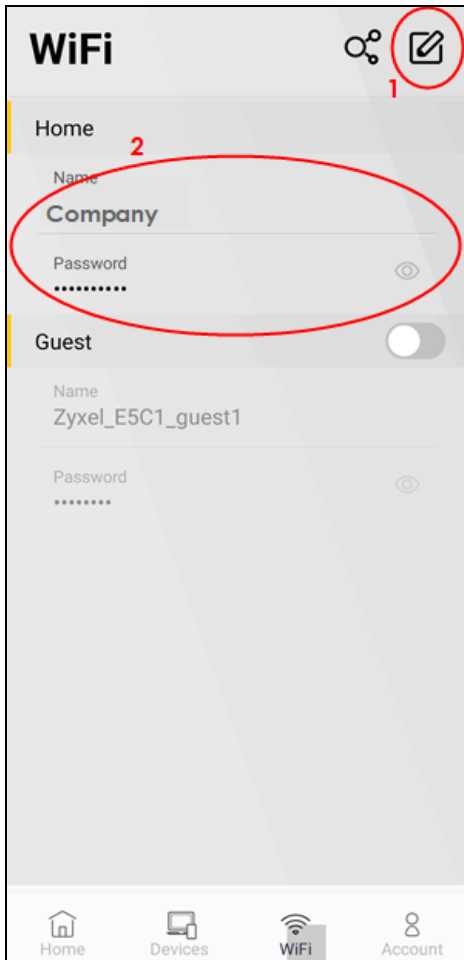 WiFi
1
Home
2
Name
Company
Password
••••••••••
Guest
Name
Zyxel_E5C1_guest1
Password
••••••••
Home Devices WiFi Account